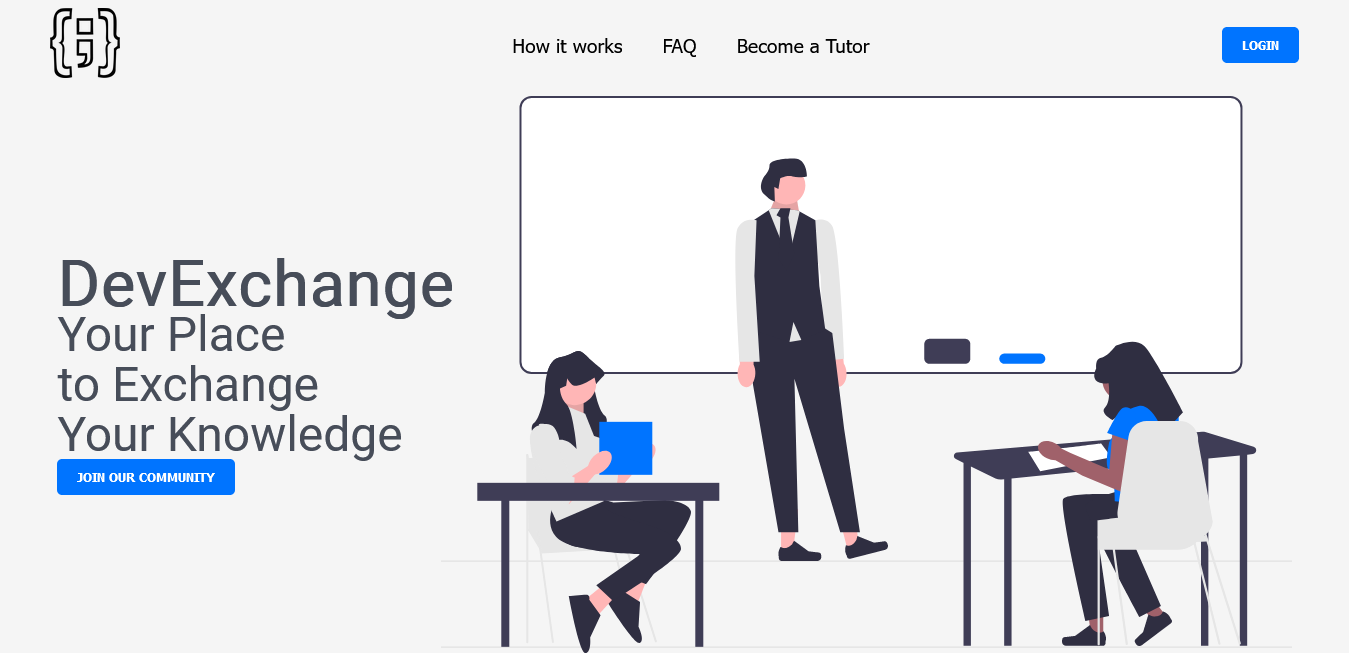 {;}
How it works
FAQ
Become a Tutor
LOGIN
DevExchange
Your Place
to Exchange
Your Knowledge
JOIN OUR COMMUNITY